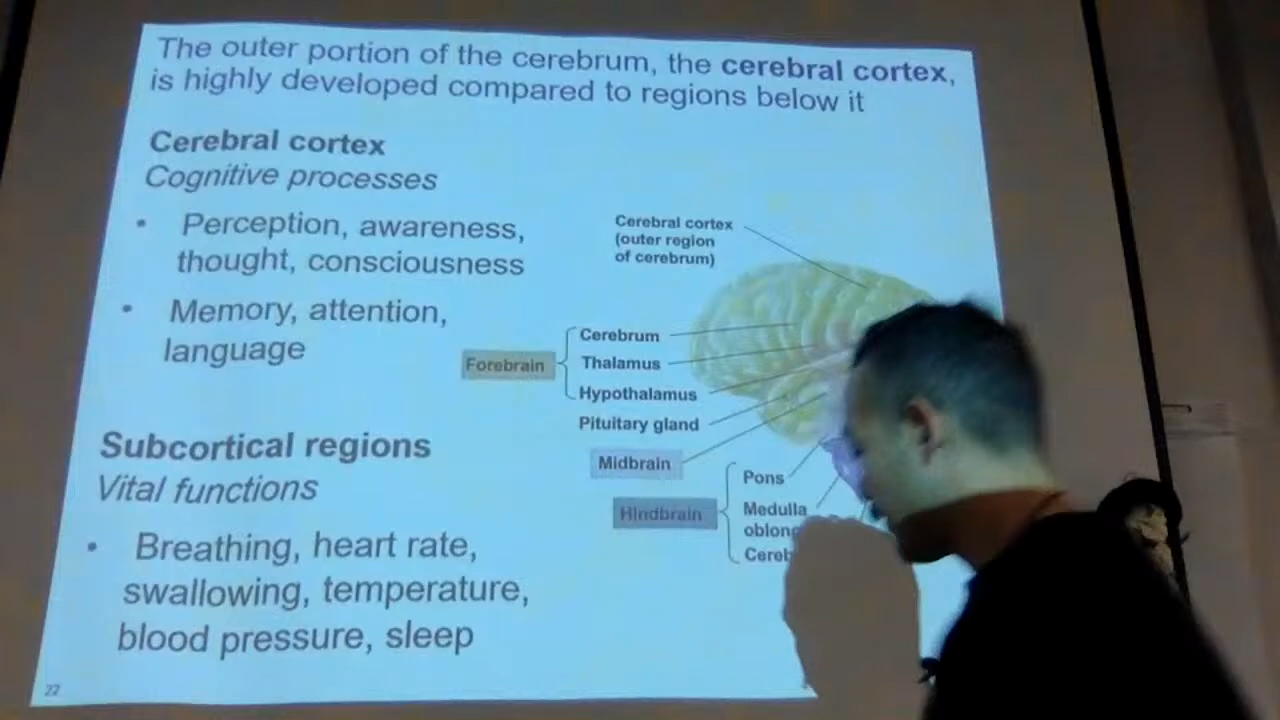 The outer portion of the cerebrum, the cerebral cortex,
is highly developed compared to regions below it
Cerebral cortex
Cognitive processes
• Perception, awareness,
thought, consciousness
• Memory, attention,
language
Subcortical regions
Vital functions
• Breathing, heart rate,
swallowing, temperature,
blood pressure, sleep
22
Cerebral cortex
(outer region
of cerebrum)
Forebrain
Cerebrum
Thalamus
Hypothalamus
Pituitary gland
Midbrain
Hindbrain
Pons
Medulla